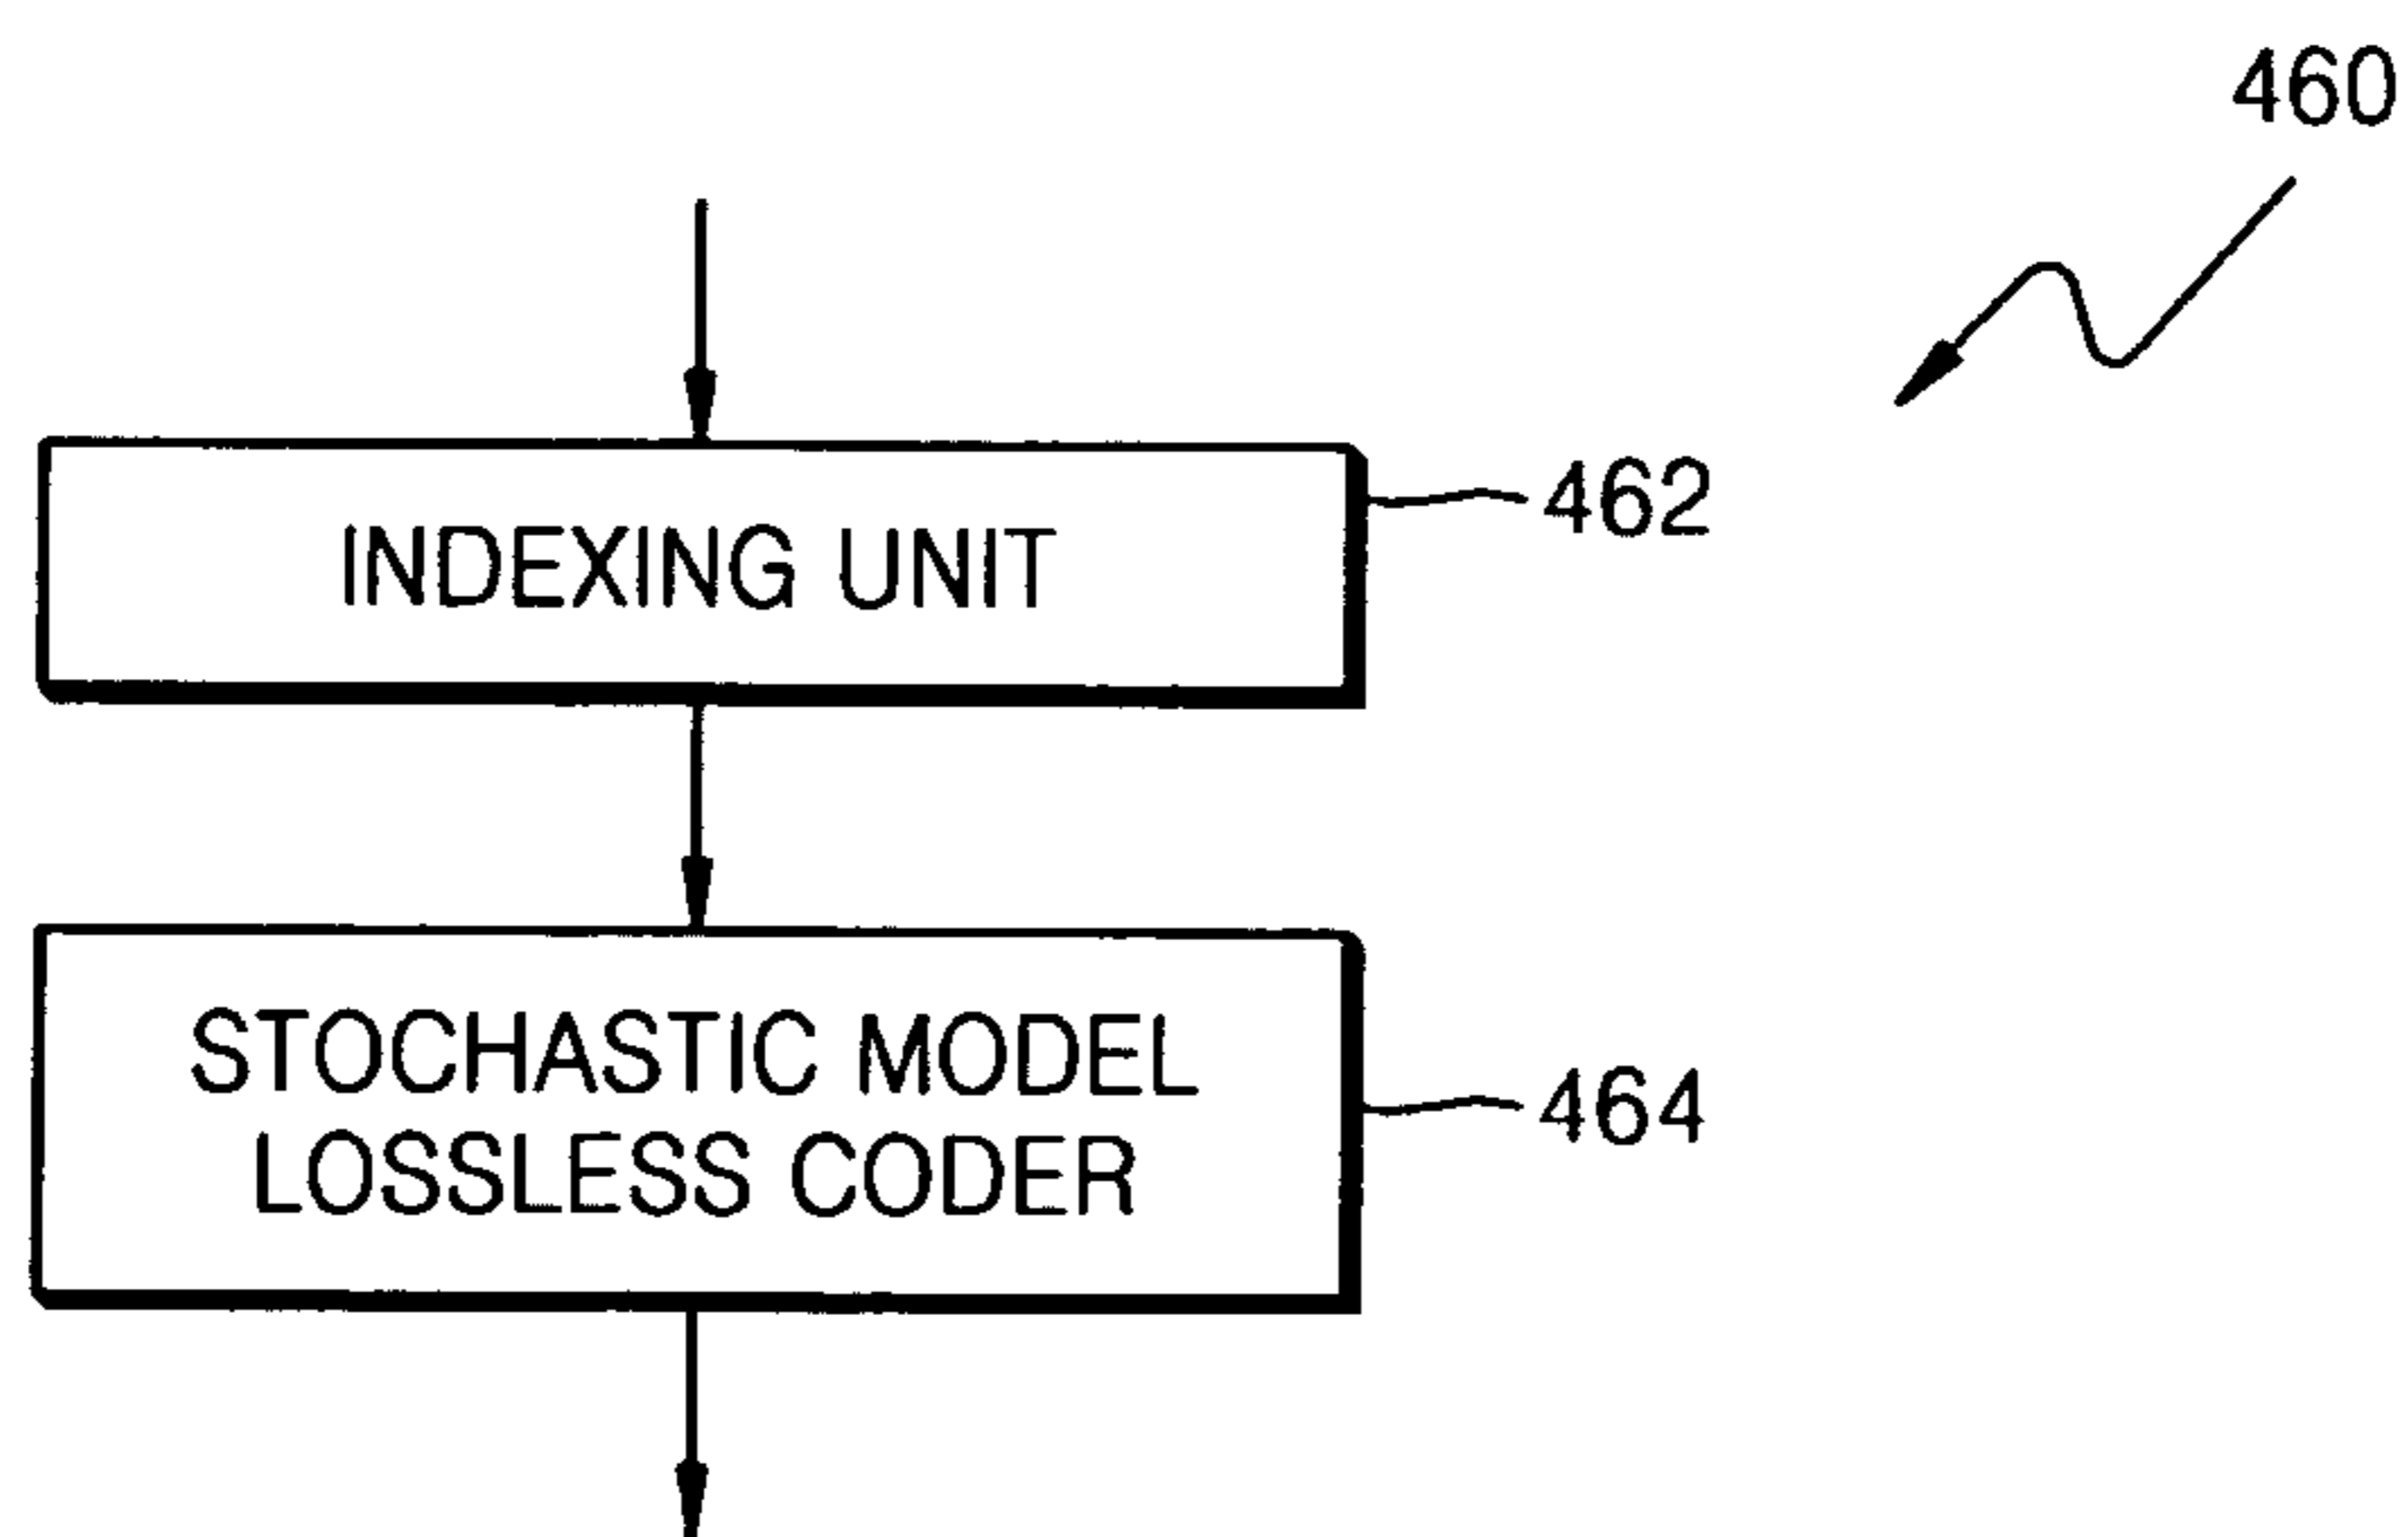 460
462
INDEXING UNIT
STOCHASTIC MODEL
464
LOSSLESS CODER